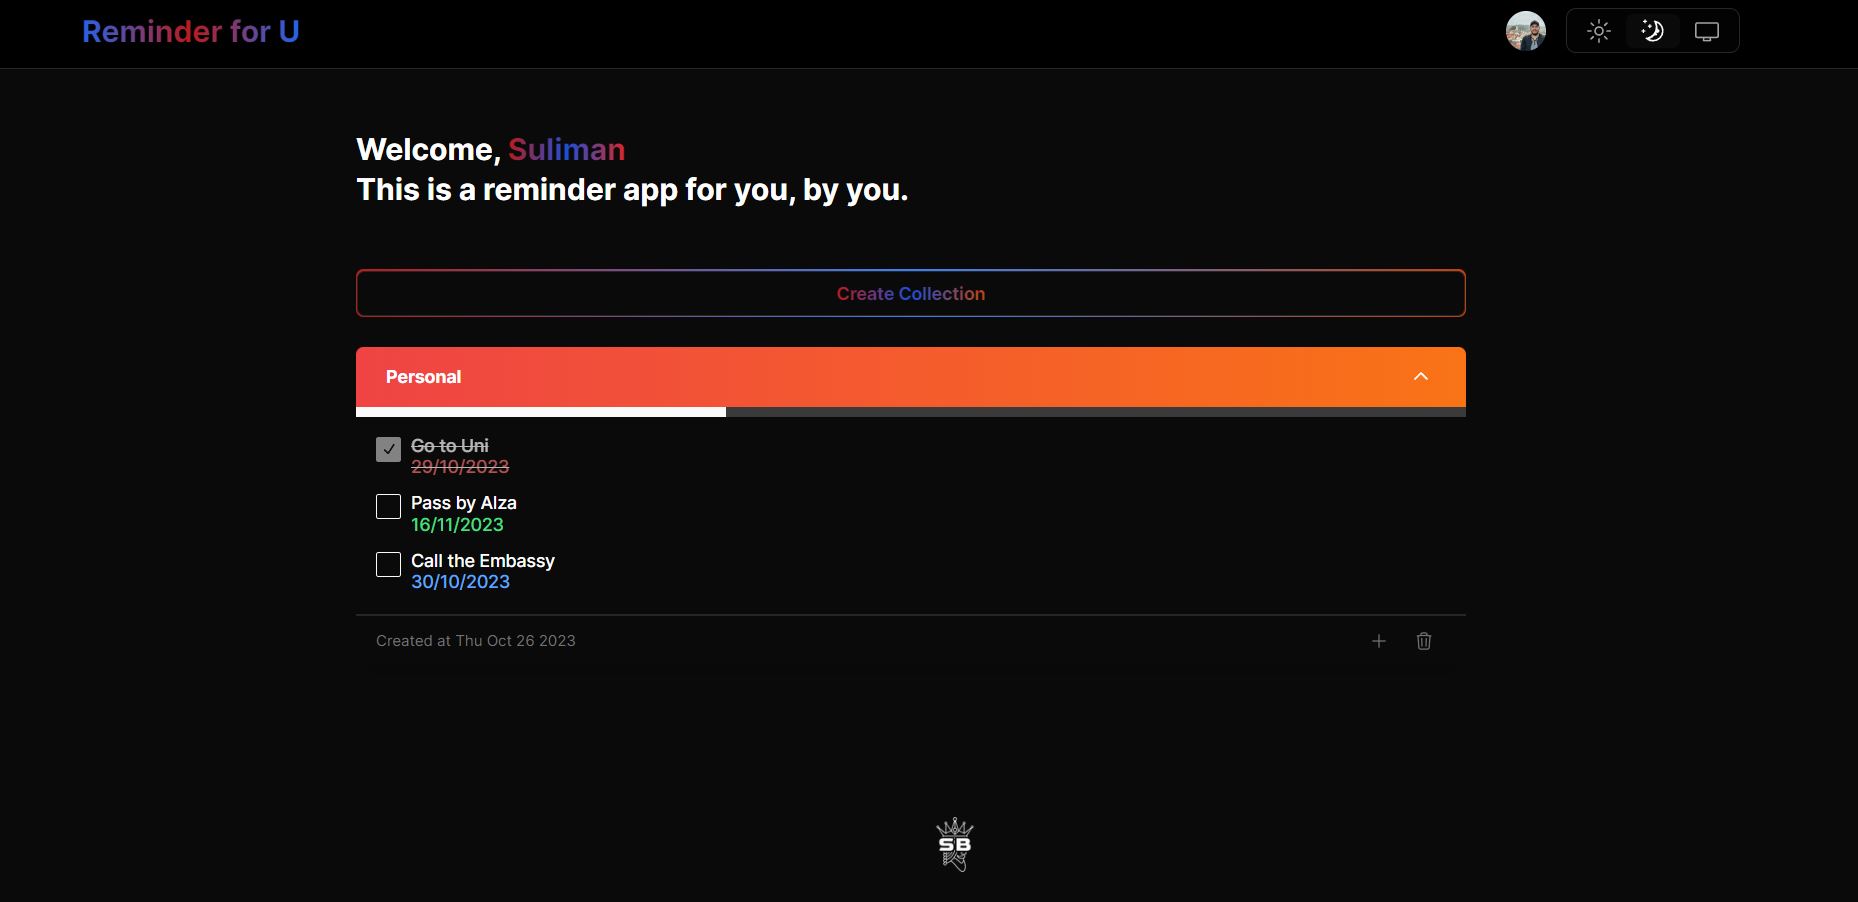 Reminder for U
Welcome, Suliman
This is a reminder app for you, by you.
Create Collection
Personal
Go to Uni
29/10/2023
Pass by Alza
16/11/2023
Call the Embassy
30/10/2023
Created at Thu Oct 26 2023
SB